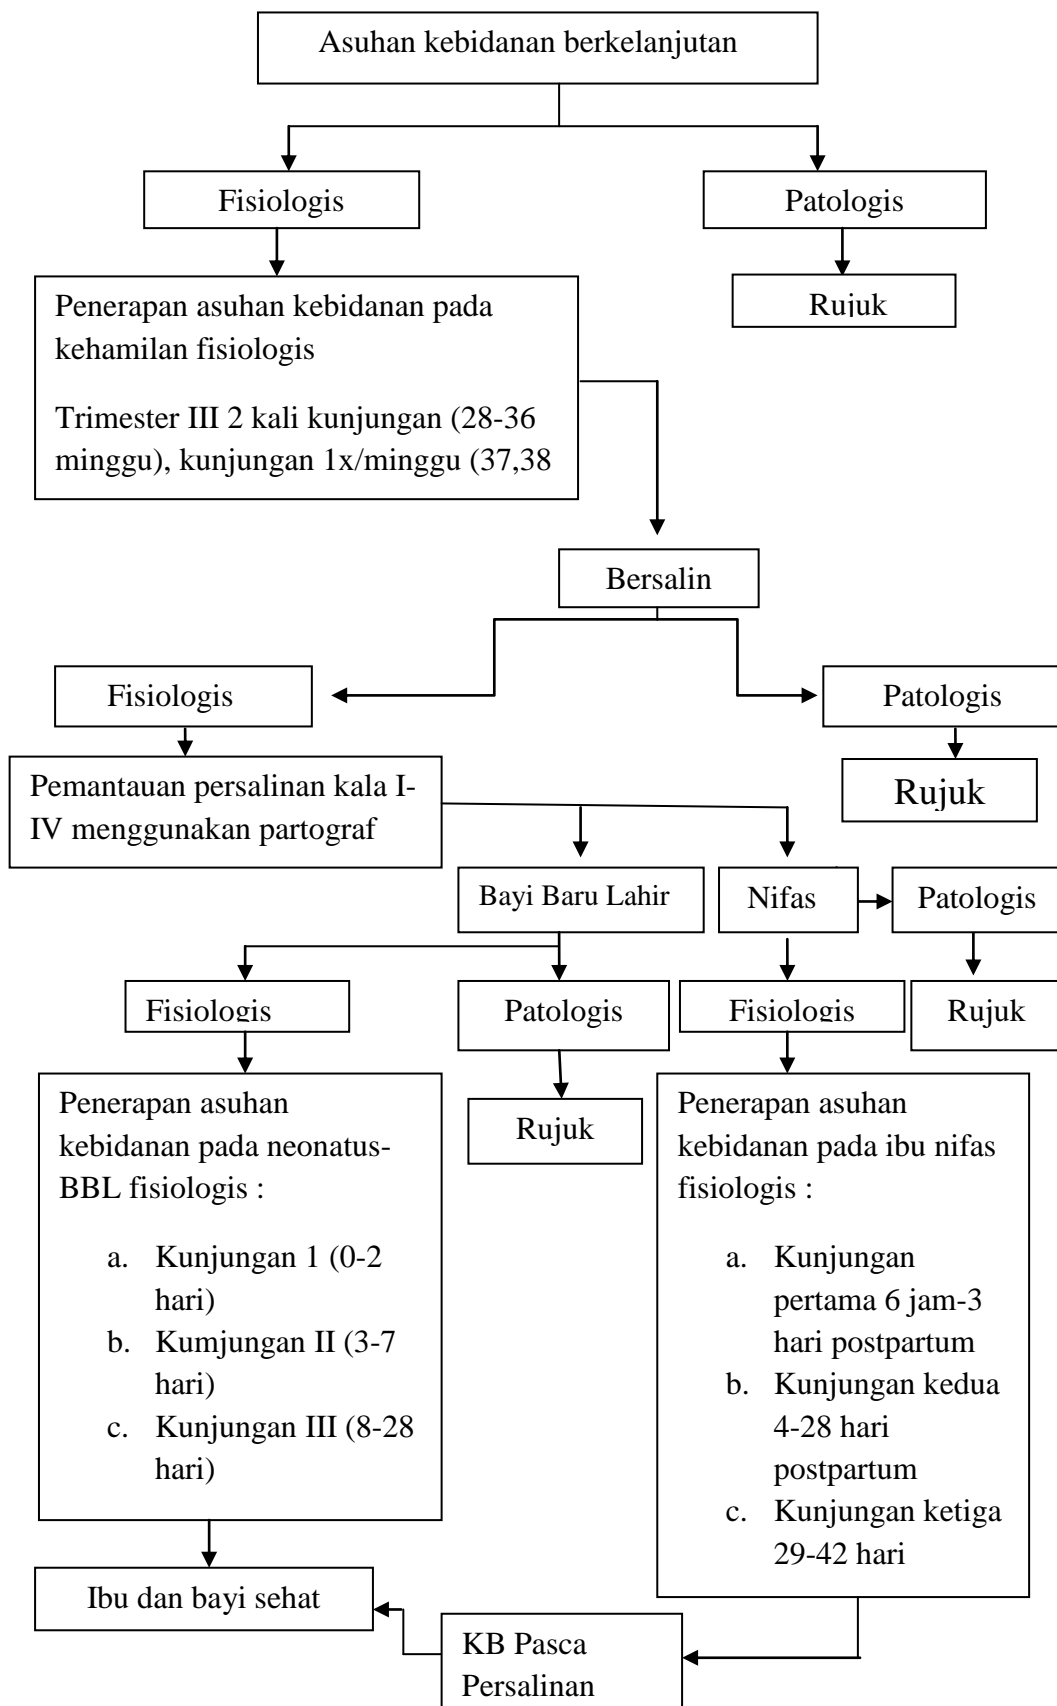 Asuhan kebidanan berkelanjutan
Fisiologis
Patologis
Rujuk
Penerapan asuhan kebidanan pada
kehamilan fisiologis
Trimester III 2 kali kunjungan (28-36
minggu), kunjungan 1x/minggu (37,38
Bersalin
Fisiologis
Patologis
Rujuk
Pemantauan persalinan kala I-
IV menggunakan partograf
Bayi Baru Lahir
Nifas
Patologis
Fisiologis
Patologis
Fisiologis
Rujuk
Rujuk
Penerapan asuhan
kebidanan pada neonatus-
BBL fisiologis :
a. Kunjungan 1 (0-2
hari)
b. Kumjungan II (3-7
hari)
c. Kunjungan III (8-28
hari)
Penerapan asuhan
kebidanan pada ibu nifas
fisiologis :
a. Kunjungan
pertama 6 jam-3
hari postpartum
b. Kunjungan kedua
4-28 hari
postpartum
c. Kunjungan ketiga
29-42 hari
Ibu dan bayi sehat
KB Pasca
Persalinan